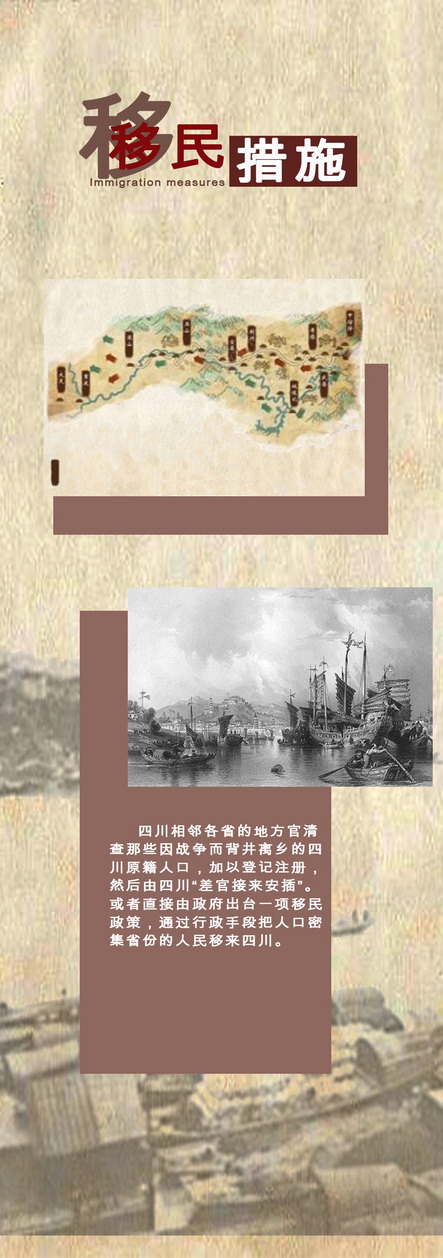 移
移民措施
Immigration measures
四川相邻各省的地方官清
查那些因战争而背井离乡的四
川原籍人口，加以登记注册，
然后由四川“差官接来安插”。
或者直接由政府出台一项移民
政策，通过行政手段把人口密
集省份的人民移来四川。